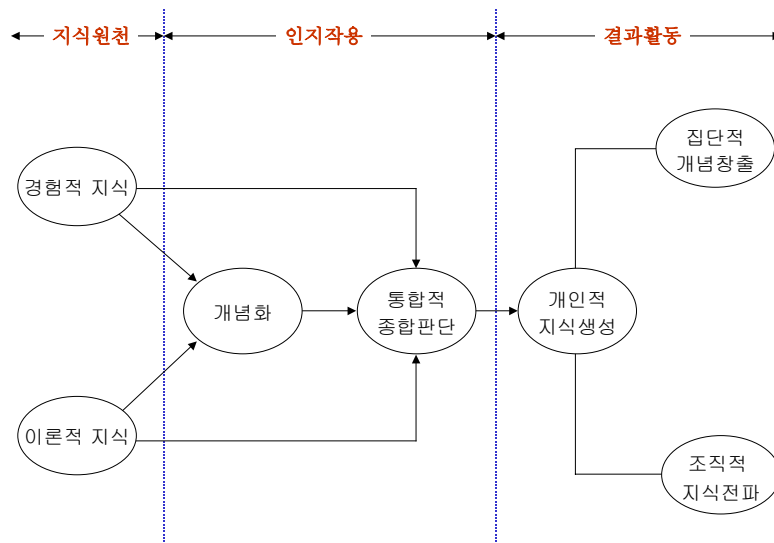 지식원천
인지작용
결과활동
집단적
개념창출
경험적 지식
개념화
통합적
종합판단
개인적
지식생성
이론적 지식
조직적
지식전파